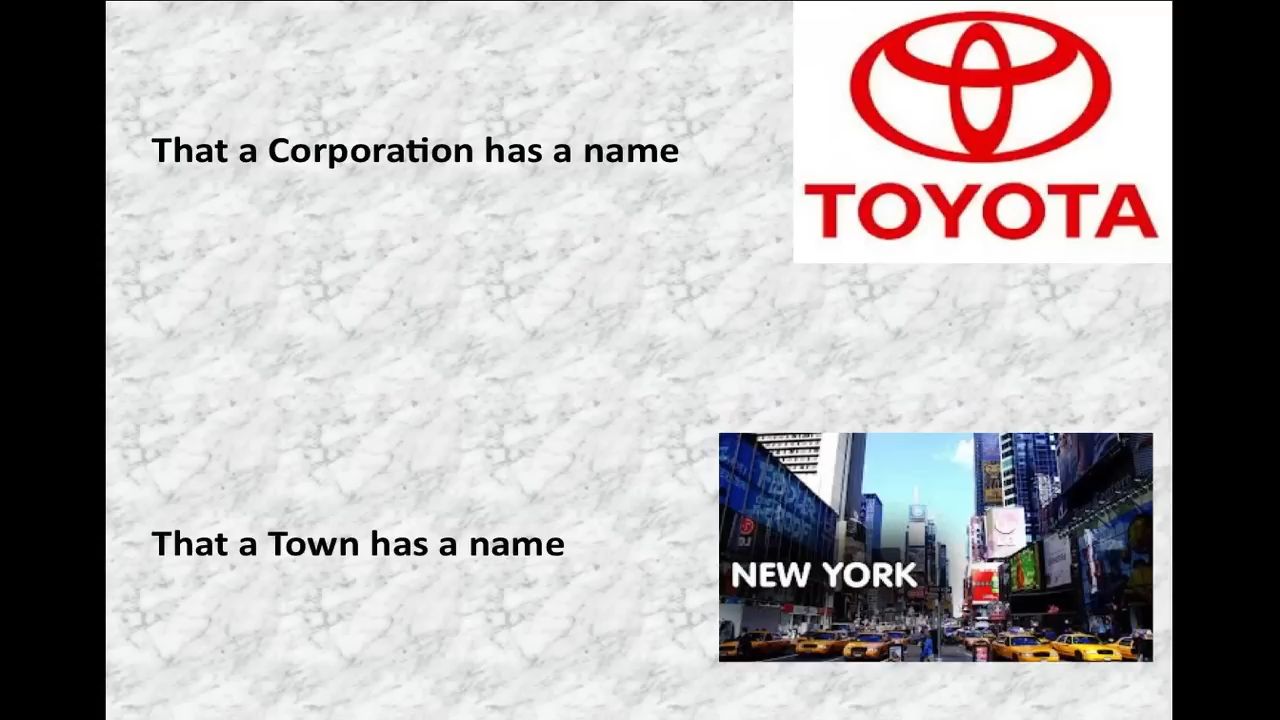 That a Corporation has a name
TOYOTA
That a Town has a name
NEW YORK